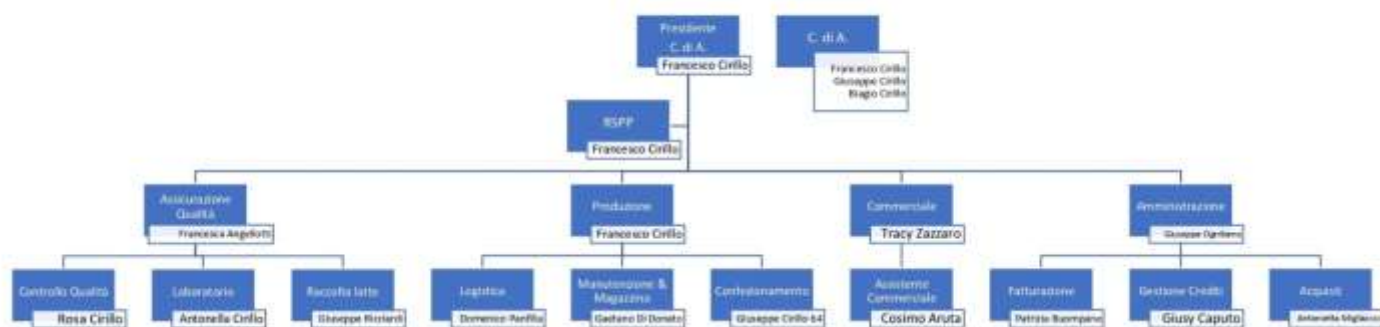 Presidente
C. di A.
Francesco Cirillo
C. di A.
Francesco Cirillo
Giuseppe Cirillo
Biagio Cirillo
RSPP
Francesco Cirillo
Assicurazione
Qualità
Francesca Angellotti
Produzione
Francesco Cirillo
Commerciale
Tracy Zazzaro
Amministrazione
Giuseppe
Controllo Qualità
Rosa Cirillo
Laboratorio
Antonella Cirillo
Raccolta latte
Giuseppe Ricciardi
Logistica
Domenico
Manutenzione &
Magazzino
Gaetano Di Donato
Confezionamento
Giuseppe Cirillo 64
Assistente
Commerciale
Cosimo Aruta
Fatturazione
Patrizia Buompane
Gestione Crediti
Giusy Caputo
Acquisti
Antonella Migliaccio